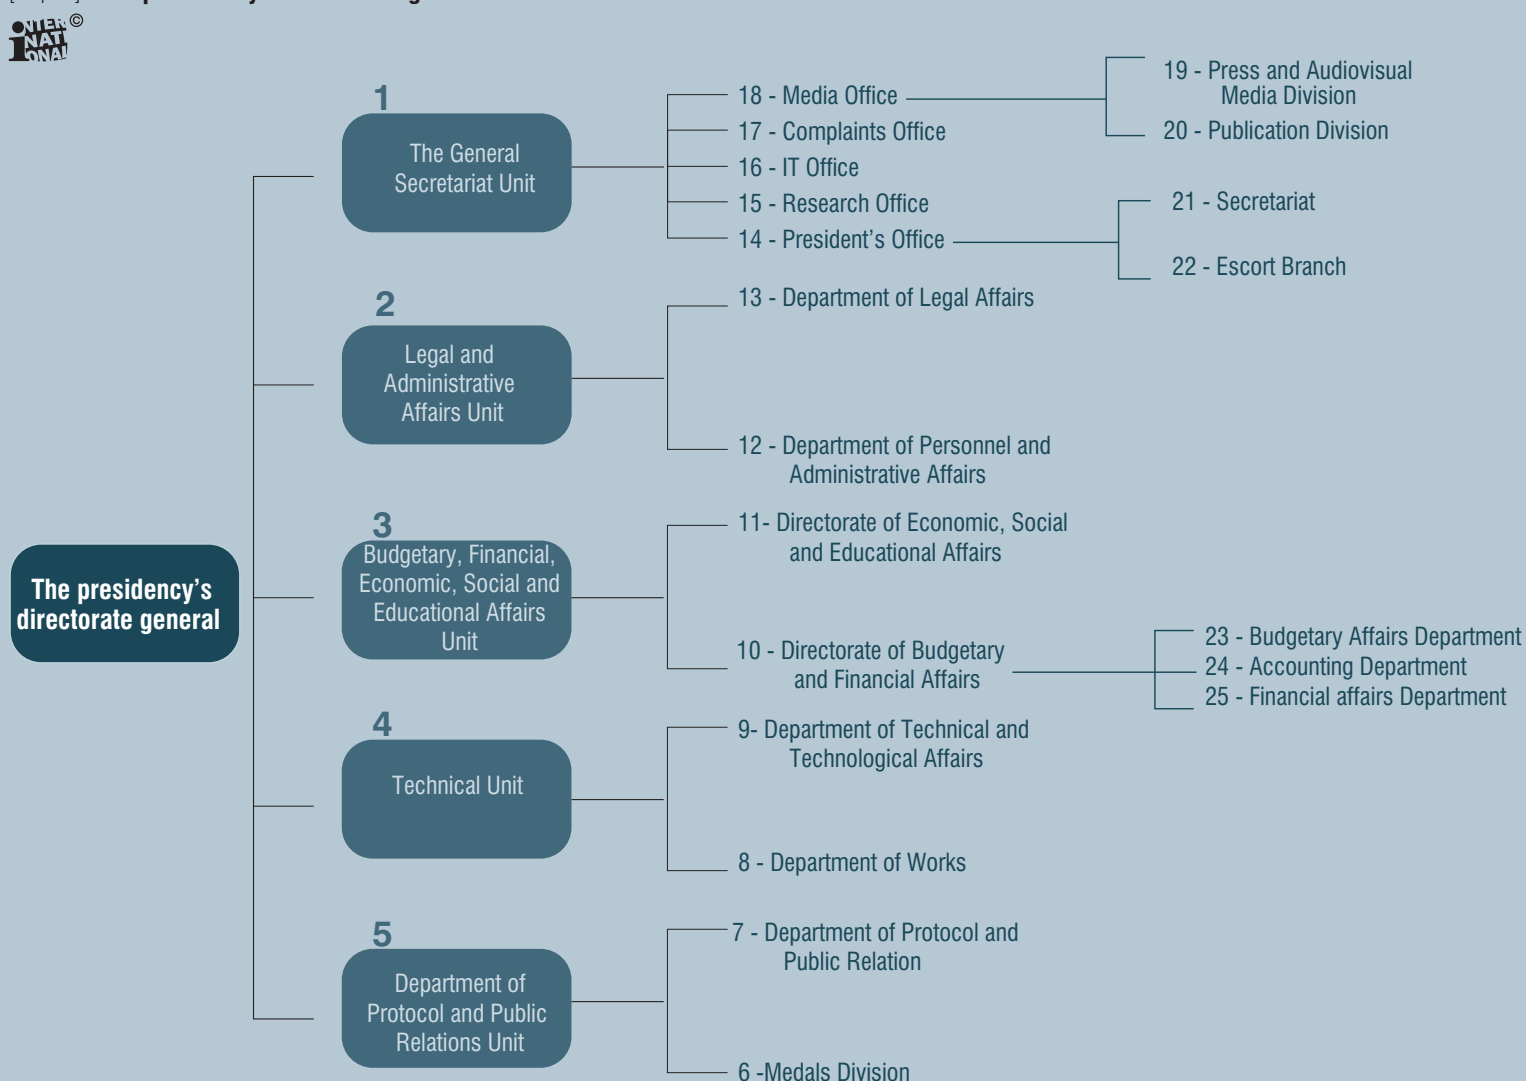 iNTER
NATI
ONAL
©
The presidency's
directorate general
1
The General
Secretariat Unit
18 - Media Office
17 - Complaints Office
16 - IT Office
15 - Research Office
14 - President's Office
19 - Press and Audiovisual
Media Division
20 - Publication Division
21 - Secretariat
22 - Escort Branch
2
Legal and
Administrative
Affairs Unit
13 - Department of Legal Affairs
12 - Department of Personnel and
Administrative Affairs
3
Budgetary, Financial,
Economic, Social and
Educational Affairs
Unit
11- Directorate of Economic, Social
and Educational Affairs
10 - Directorate of Budgetary
and Financial Affairs
23 - Budgetary Affairs Department
24 - Accounting Department
25 - Financial affairs Department
4
Technical Unit
9- Department of Technical and
Technological Affairs
8 - Department of Works
5
Department of
Protocol and Public
Relations Unit
7 - Department of Protocol and
Public Relation
6 -Medals Division